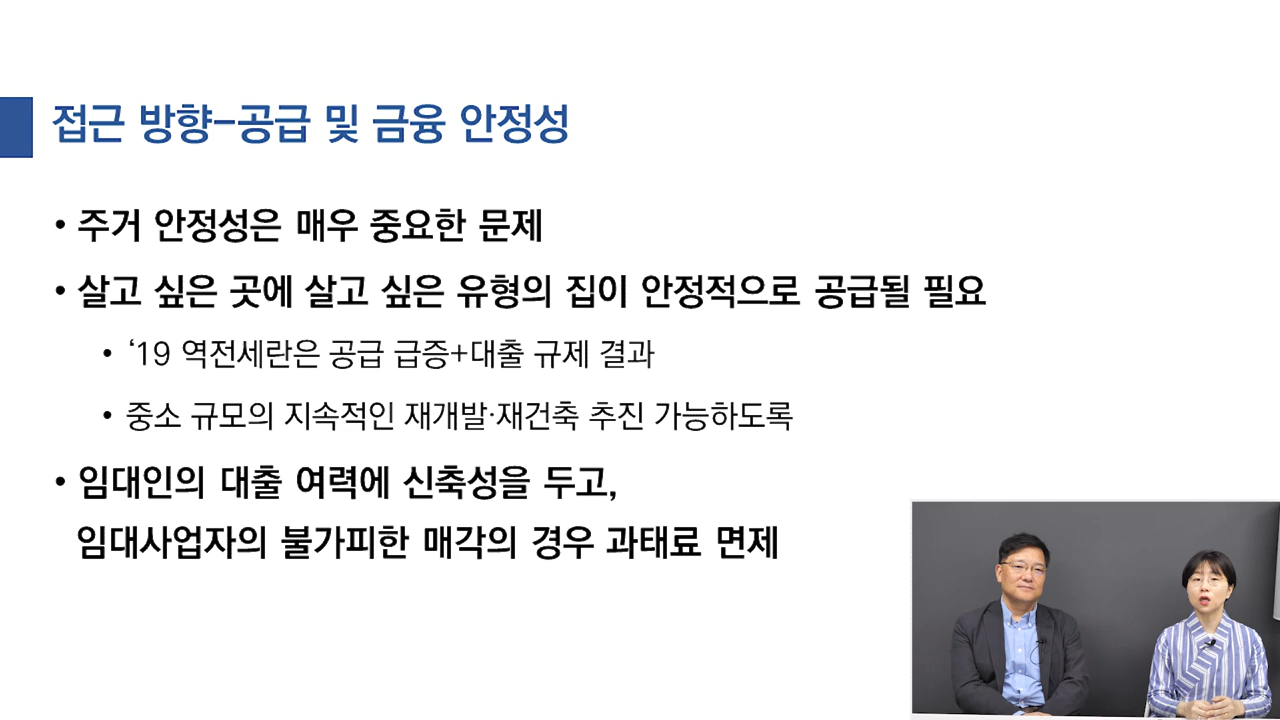 접근 방향-공급 및 금융 안정성
• 주거 안정성은 매우 중요한 문제
• 살고 싶은 곳에 살고 싶은 유형의 집이 안정적으로 공급될 필요
• ‘19 역전세란은 공급 급증+대출 규제 결과
• 중소 규모의 지속적인 재개발·재건축 추진 가능하도록
• 임대인의 대출 여력에 신축성을 두고,
임대사업자의 불가피한 매각의 경우 과태료 면제